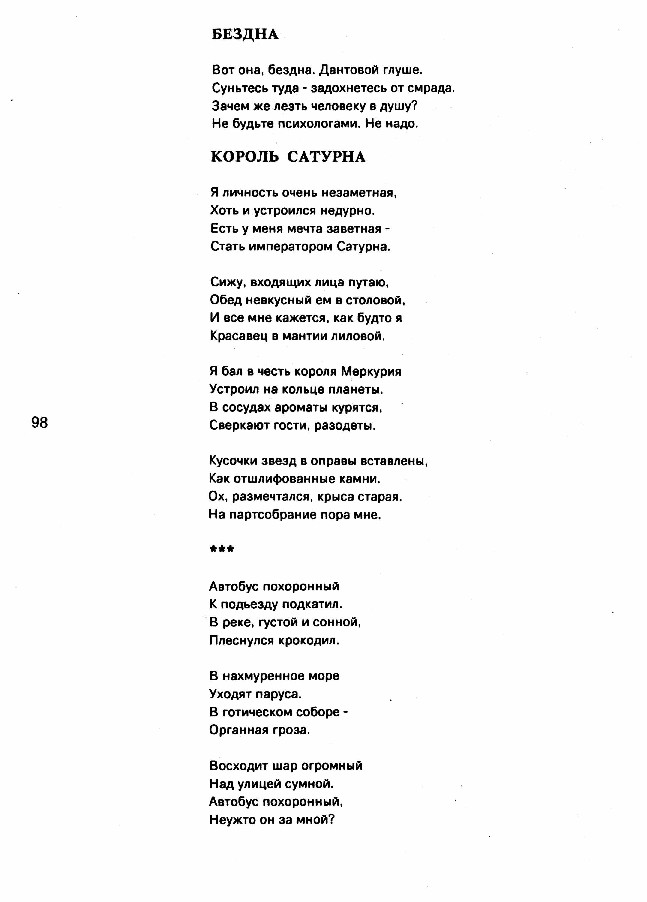 БЕЗДНА
Вот она, бездна. Дантовой глуше.
Суньтесь туда - задохнетесь от смрада.
Зачем же лезть человеку в душу?
Не будьте психологами. Не надо.
КОРОЛЬ САТУРНА
Я личность очень незаметная,
Хоть и устроился недурно.
Есть у меня мечта заветная -
Стать императором Сатурна.
Сижу, входящих лица путаю,
Обед невкусный ем в столовой,
И все мне кажется, как будто я
Красавец в мантии лиловой.
Я бал в честь короля Меркурия
Устроил на кольце планеты.
В сосудах ароматы курятся,
Сверкают гости, разодеты.
98
Кусочки звезд в оправы вставлены,
Как отшлифованные камни.
Ох, размечтался, крыса старая.
На партсобрание пора мне.
***
Автобус похоронный
К подьезду подкатил.
В реке, густой и сонной,
Плеснулся крокодил.
В нахмуренное море
Уходят паруса.
В готическом соборе -
Органная гроза.
Восходит шар огромный
Над улицей сумной.
Автобус похоронный,
Неужто он за мной?